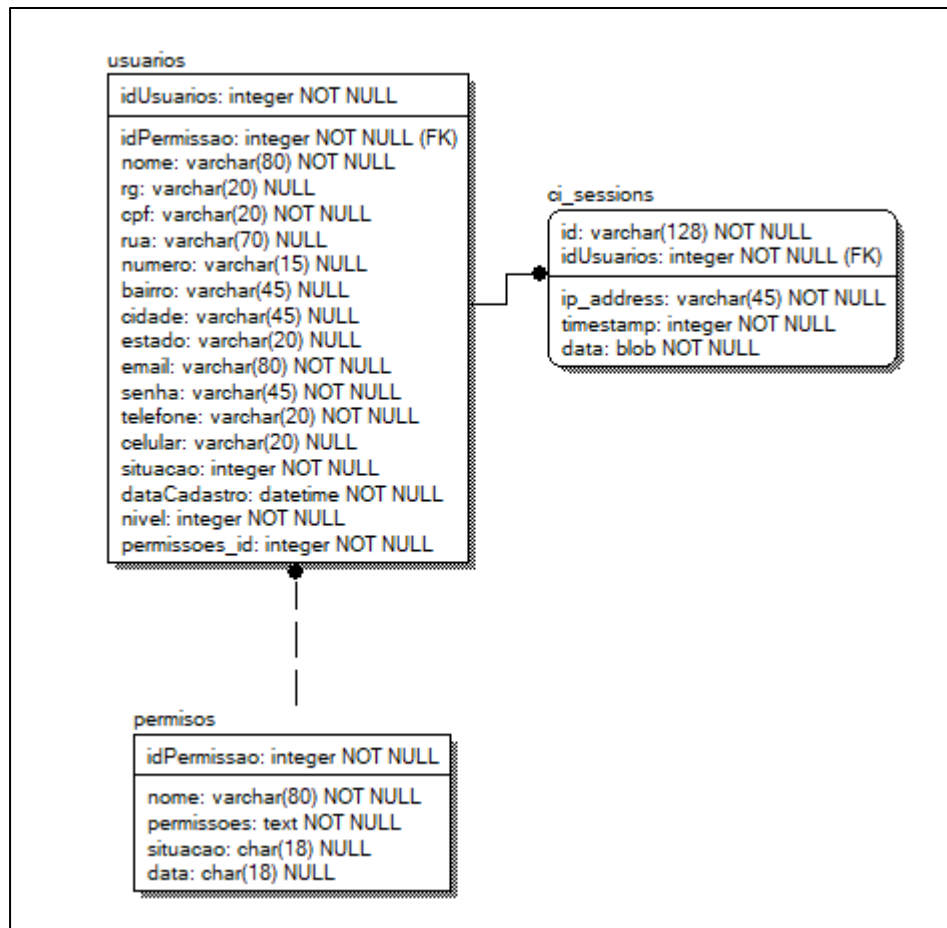 usuarios
idUsuarios: integer NOT NULL
idPermissao: integer NOT NULL (FK)
nome: varchar(80) NOT NULL
rg: varchar(20) NULL
cpf: varchar(20) NOT NULL
rua: varchar(70) NULL
numero: varchar(15) NULL
bairro: varchar(45) NULL
cidade: varchar(45) NULL
estado: varchar(20) NULL
email: varchar(80) NOT NULL
senha: varchar(45) NOT NULL
telefone: varchar(20) NOT NULL
celular: varchar(20) NULL
situacao: integer NOT NULL
dataCadastro: datetime NOT NULL
nivel: integer NOT NULL
permissoes_id: integer NOT NULL
ci_sessions
id: varchar(128) NOT NULL
idUsuarios: integer NOT NULL (FK)
ip_address: varchar(45) NOT NULL
timestamp: integer NOT NULL
data: blob NOT NULL
permisos
idPermissao: integer NOT NULL
nome: varchar(80) NOT NULL
permissoes: text NOT NULL
situacao: char(18) NULL
data: char(18) NULL